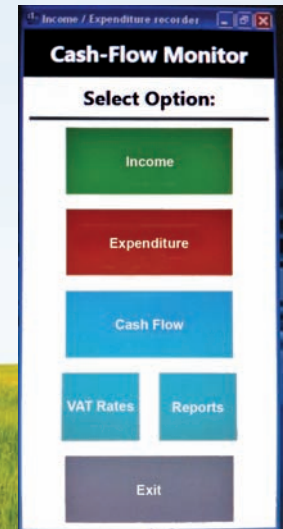 Income / Expenditure recorder
Cash-Flow Monitor
Select Option:
Income
Expenditure
Cash Flow
VAT Rates
Reports
Exit